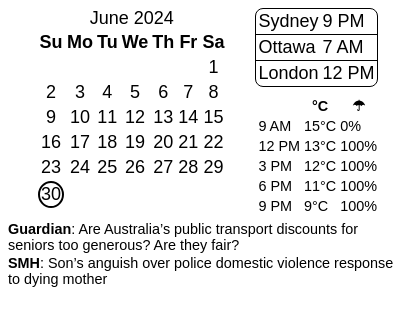 June 2024
Su Mo Tu We Th Fr Sa
1
2 3 4 5 6 7 8
9 10 11 12 13 14 15
16 17 18 19 20 21 22
23 24 25 26 27 28 29
30
Sydney 9 PM
Ottawa 7 AM
London 12 PM
°C ☂
9 AM 15°C 0%
12 PM 13°C 100%
3 PM 12°C 100%
6 PM 11°C 100%
9 PM 9°C 100%
Guardian: Are Australia’s public transport discounts for
seniors too generous? Are they fair?
SMH: Son’s anguish over police domestic violence response
to dying mother